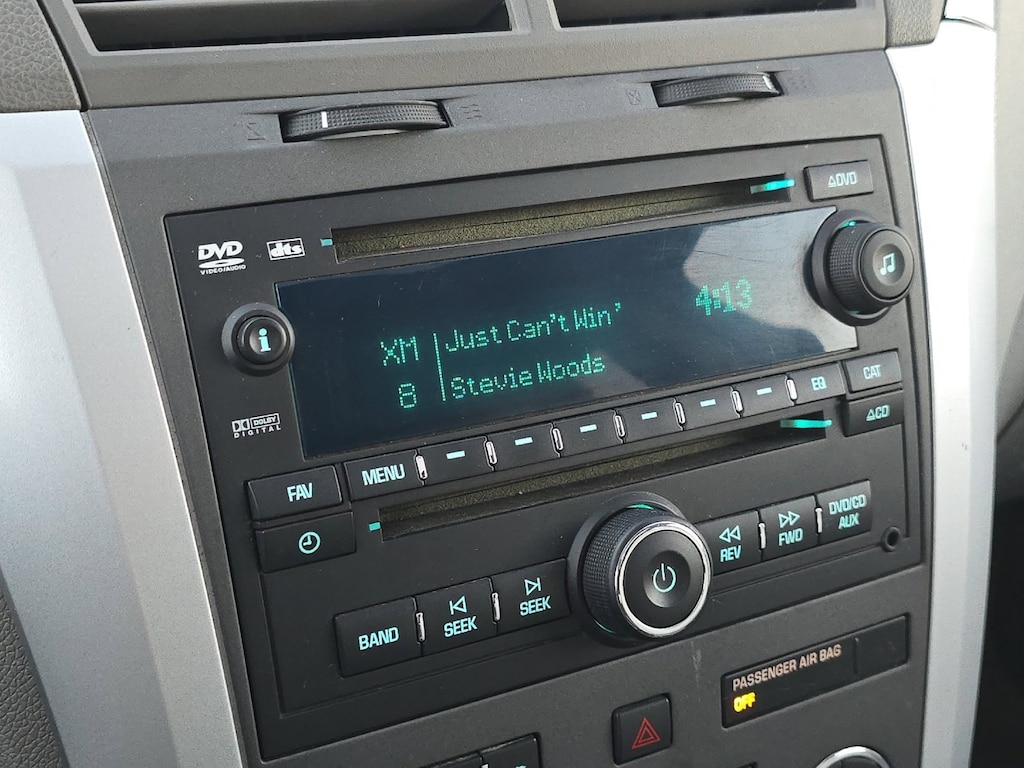 DVD
VIDEO/AUDIO
dts
DVD
i
XM
Just Can't Win'
4:13
8
Stevie Woods
DOLBY
DIGITAL
FAV
MENU
EQ
CAT
CD
BAND
SEEK
SEEK
REV
FWD
DVD/CD
AUX
PASSENGER AIR BAG
OFF